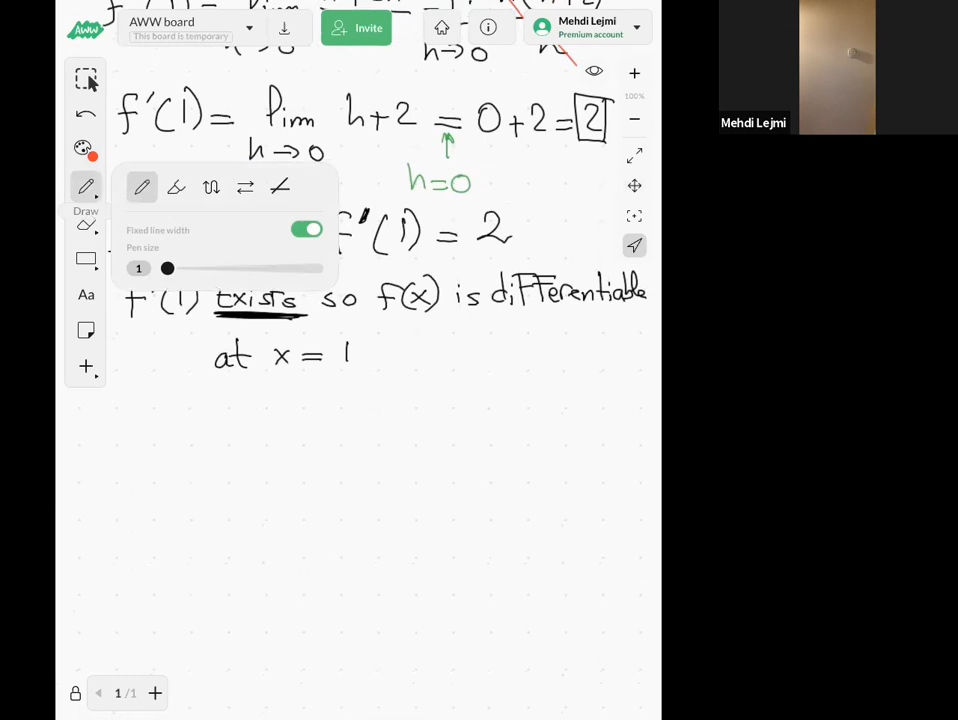 AWW board
This board is temporary
Invite
Mehdi Lejmi
Premium account
AWW
h→0
100%
f'(1) = lim h+2 = 0+2 = 2
h→0
h=0
Draw
f'(1) = 2
Fixed line width
Pen size
1
f'(1) Exists so f(x) is differentiable
at x = 1
Aa
1 / 1
Mehdi Lejmi